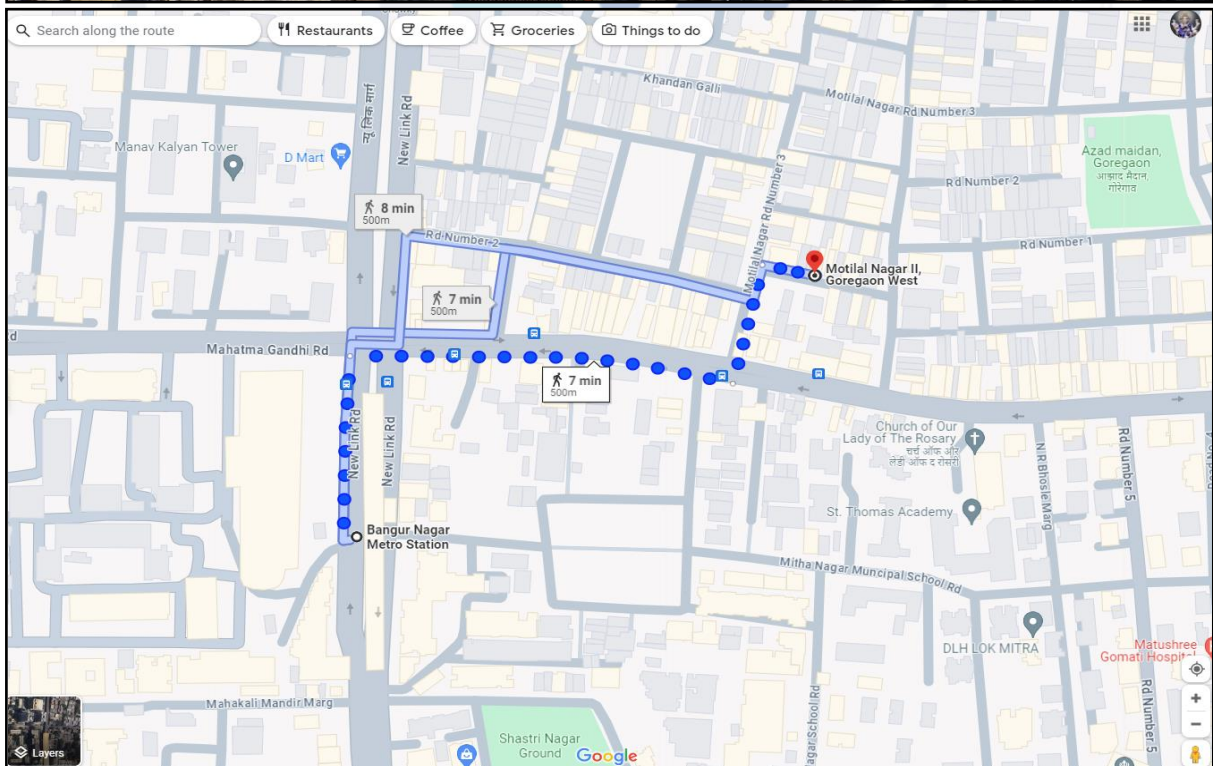 Search along the route
Restaurants
Coffee
Groceries
Things to do
Khandan Galli
Motilal Nagar Rd Number 3
न्यू लिंक मार्ग
New Link Rd
Manav Kalyan Tower
D Mart
Azad maidan,
Goregaon
आझाद मैदान,
गोरेगाव
Rd Number 2
Motilal Nagar Rd Number 3
8 min
500m
Rd Number 2
Rd Number 1
Motilal Nagar II,
Goregaon West
7 min
500m
d
Mahatma Gandhi Rd
7 min
500m
New Link Rd
New Link Rd
Church of Our
Lady of The Rosary
चर्च ऑफ और
लेडी ऑफ द रोसरी
N R Bhosle Marg
Rd Number 5
St. Thomas Academy
Bangur Nagar
Metro Station
Mitha Nagar Muncipal School Rd
DLH LOK MITRA
Matushree
Gomati Hospital
Rd Number 5
Mahakali Mandir Marg
agar School Rd
Shastri Nagar
Ground
Google
Layers